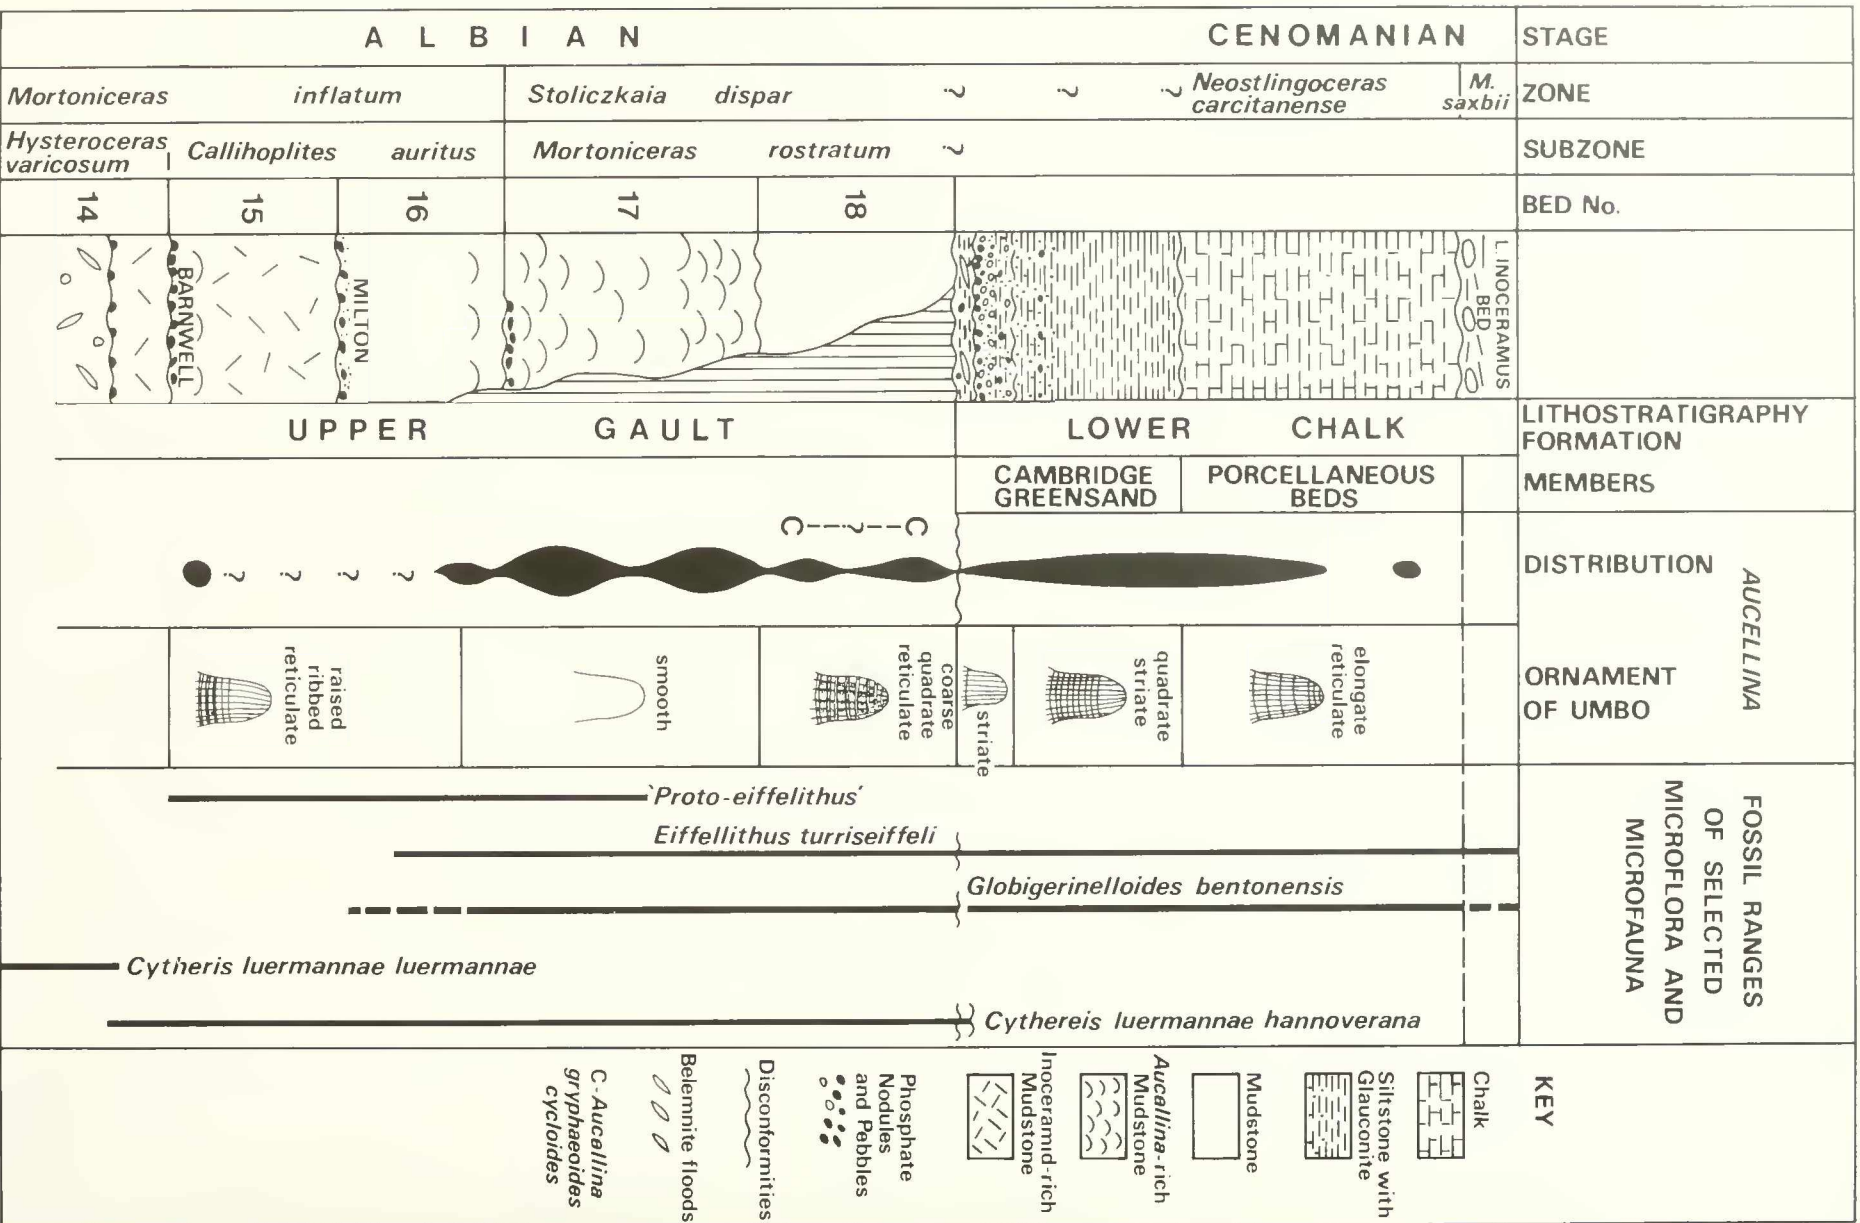 ALBIAN CENOMANIAN STAGE
Mortoniceras inflatum Stoliczkaia dispar ? ? ? Neostlingoceras M. ZONE
carcitanense saxbii
Hysteroceras Callihoplites auritus Mortoniceras rostratum ? SUBZONE
varicosum
14 15 16 17 18 BED No.
BARNWELL
MILTON
L. INOCERAMUS
BED
UPPER GAULT LOWER CHALK LITHOSTRATIGRAPHY
FORMATION
CAMBRIDGE PORCELLANEOUS MEMBERS
GREENSAND BEDS
C--?--C
? ? ? ? DISTRIBUTION
AUCELLINA
raised
ribbed
reticulate
smooth
coarse
quadrate
reticulate
striate
quadrate
striate
elongate
reticulate
ORNAMENT
OF UMBO
'Proto-eiffelithus'
Eiffellithus turriseiffeli
Globigerinelloides bentonensis
Cytheris luermannae luermannae
Cythereis luermannae hannoverana
FOSSIL RANGES
OF SELECTED
MICROFLORA AND
MICROFAUNA
KEY
Chalk
Siltstone with
Glauconite
Mudstone
Aucallina-rich
Mudstone
Inoceramid-rich
Mudstone
Phosphate
Nodules
and Pebbles
Disconformities
Belemnite floods
C-Aucallina
gryphaeoides
cycloides